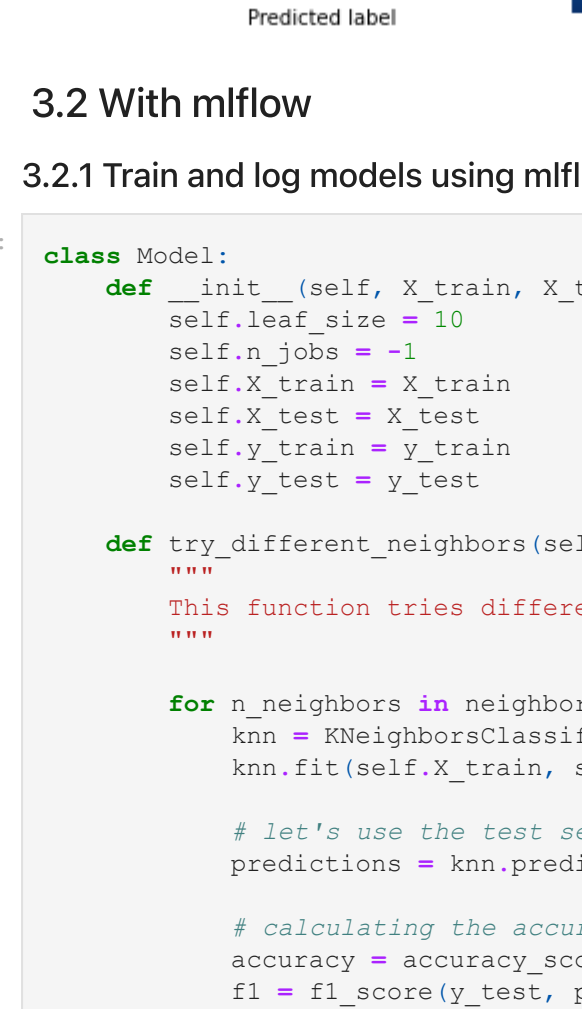 Predicted label
3.2 With mlflow
3.2.1 Train and log models using mlfl
:
class Model:
    def __init__(self, X_train, X_t
        self.leaf_size = 10
        self.n_jobs = -1
        self.X_train = X_train
        self.X_test = X_test
        self.y_train = y_train
        self.y_test = y_test
    def try_different_neighbors(sel
        """
        This function tries differe
        """
        for n_neighbors in neighbor
            knn = KNeighborsClassif
            knn.fit(self.X_train, s
            # let's use the test se
            predictions = knn.predi
            # calculating the accur
            accuracy = accuracy_sco
            f1 = f1_score(y_test, p